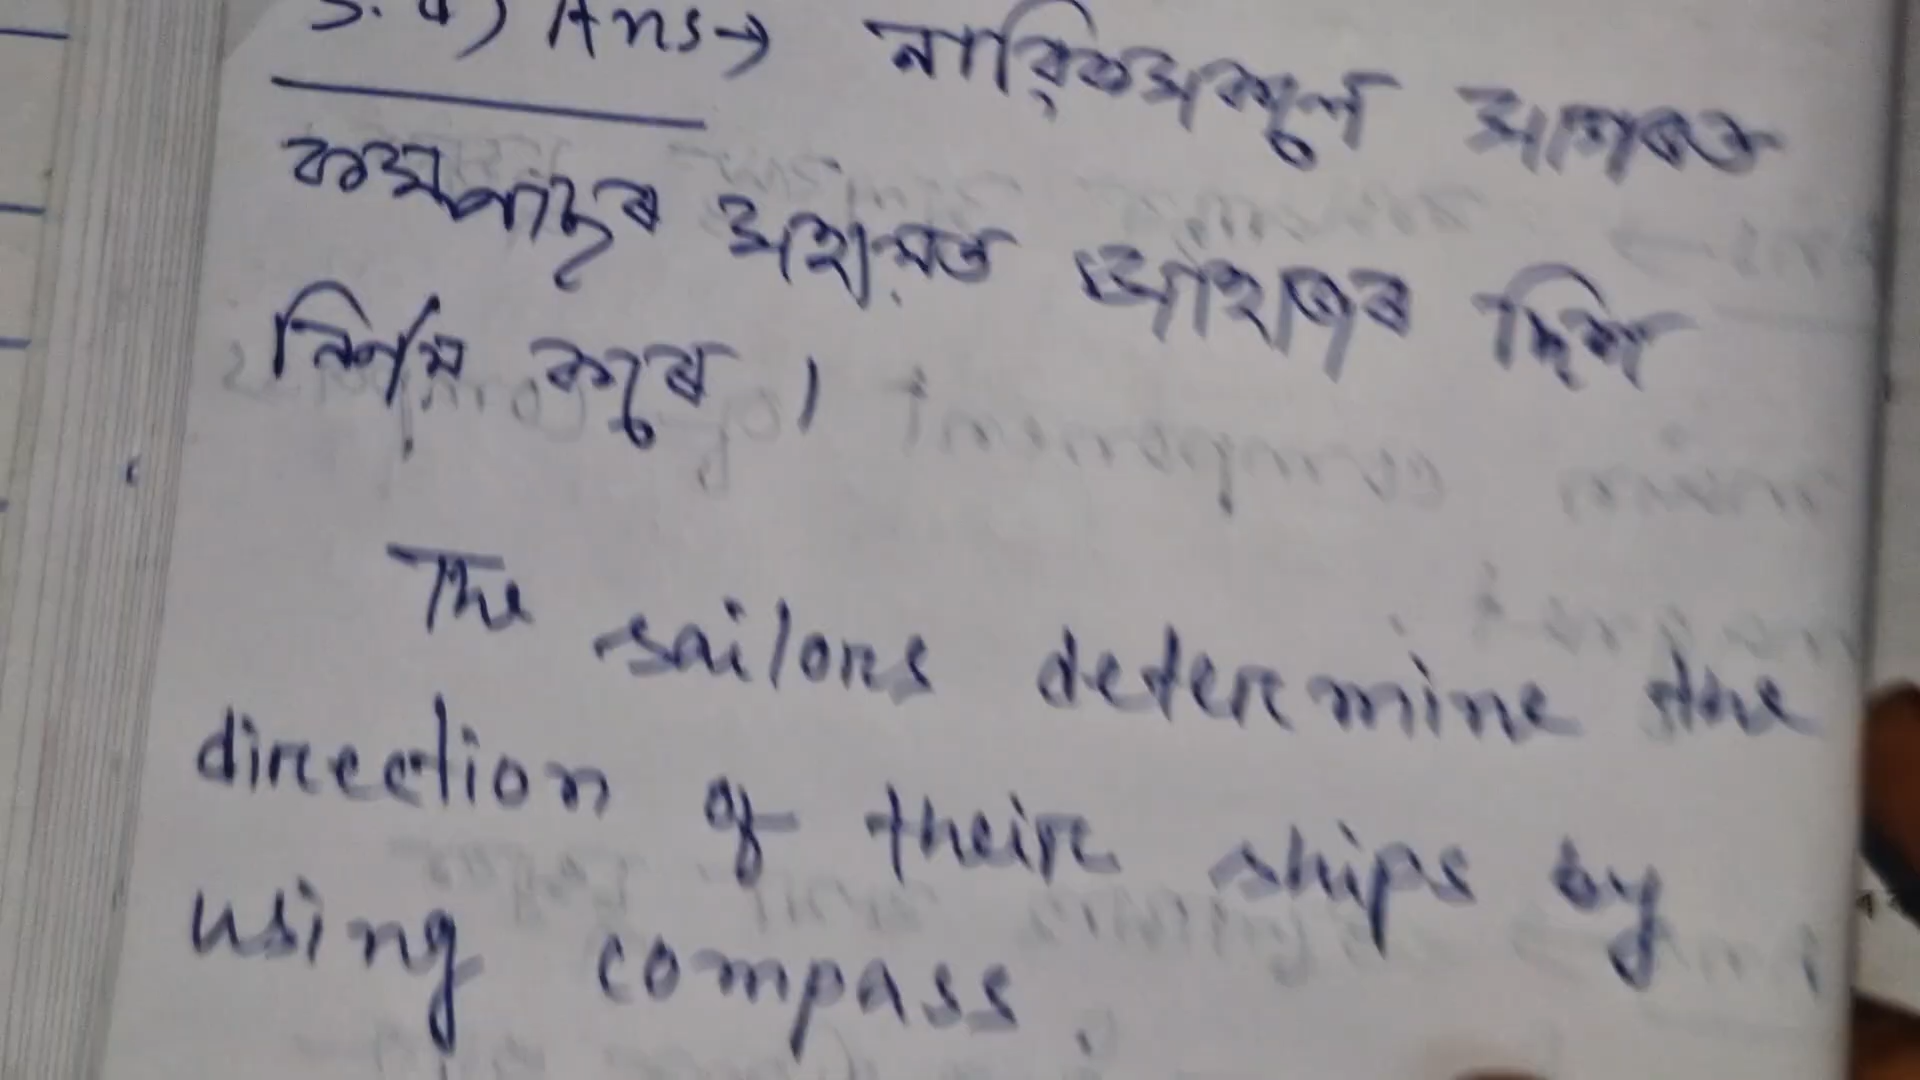 Ans→ নাবিকসকলে সাগৰত
কম্পাছৰ সহায়ত জাহাজৰ দিশ
নিৰ্ণয় কৰে।
The sailors determine the
direction of their ships by
using compass.